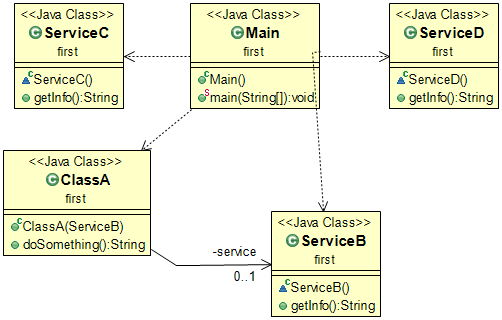 <<Java Class>>
ServiceC
first
ServiceC()
getInfo():String
<<Java Class>>
Main
first
Main()
main(String[]):void
<<Java Class>>
ServiceD
first
ServiceD()
getInfo():String
<<Java Class>>
ClassA
first
ClassA(ServiceB)
doSomething():String
-service
0..1
<<Java Class>>
ServiceB
first
ServiceB()
getInfo():String